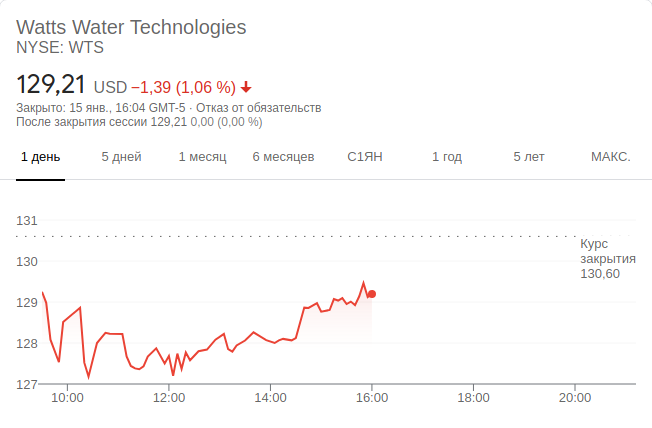 Watts Water Technologies
NYSE: WTS
129,21 USD −1,39 (1,06 %)
Закрыто: 15 янв., 16:04 GMT-5 · Отказ от обязательств
После закрытия сессии 129,21 0,00 (0,00 %)
1 день 5 дней 1 месяц 6 месяцев С1ЯН 1 год 5 лет МАКС.
131
Курс
закрытия
130,60
130
129
128
127
10:00 12:00 14:00 16:00 18:00 20:00